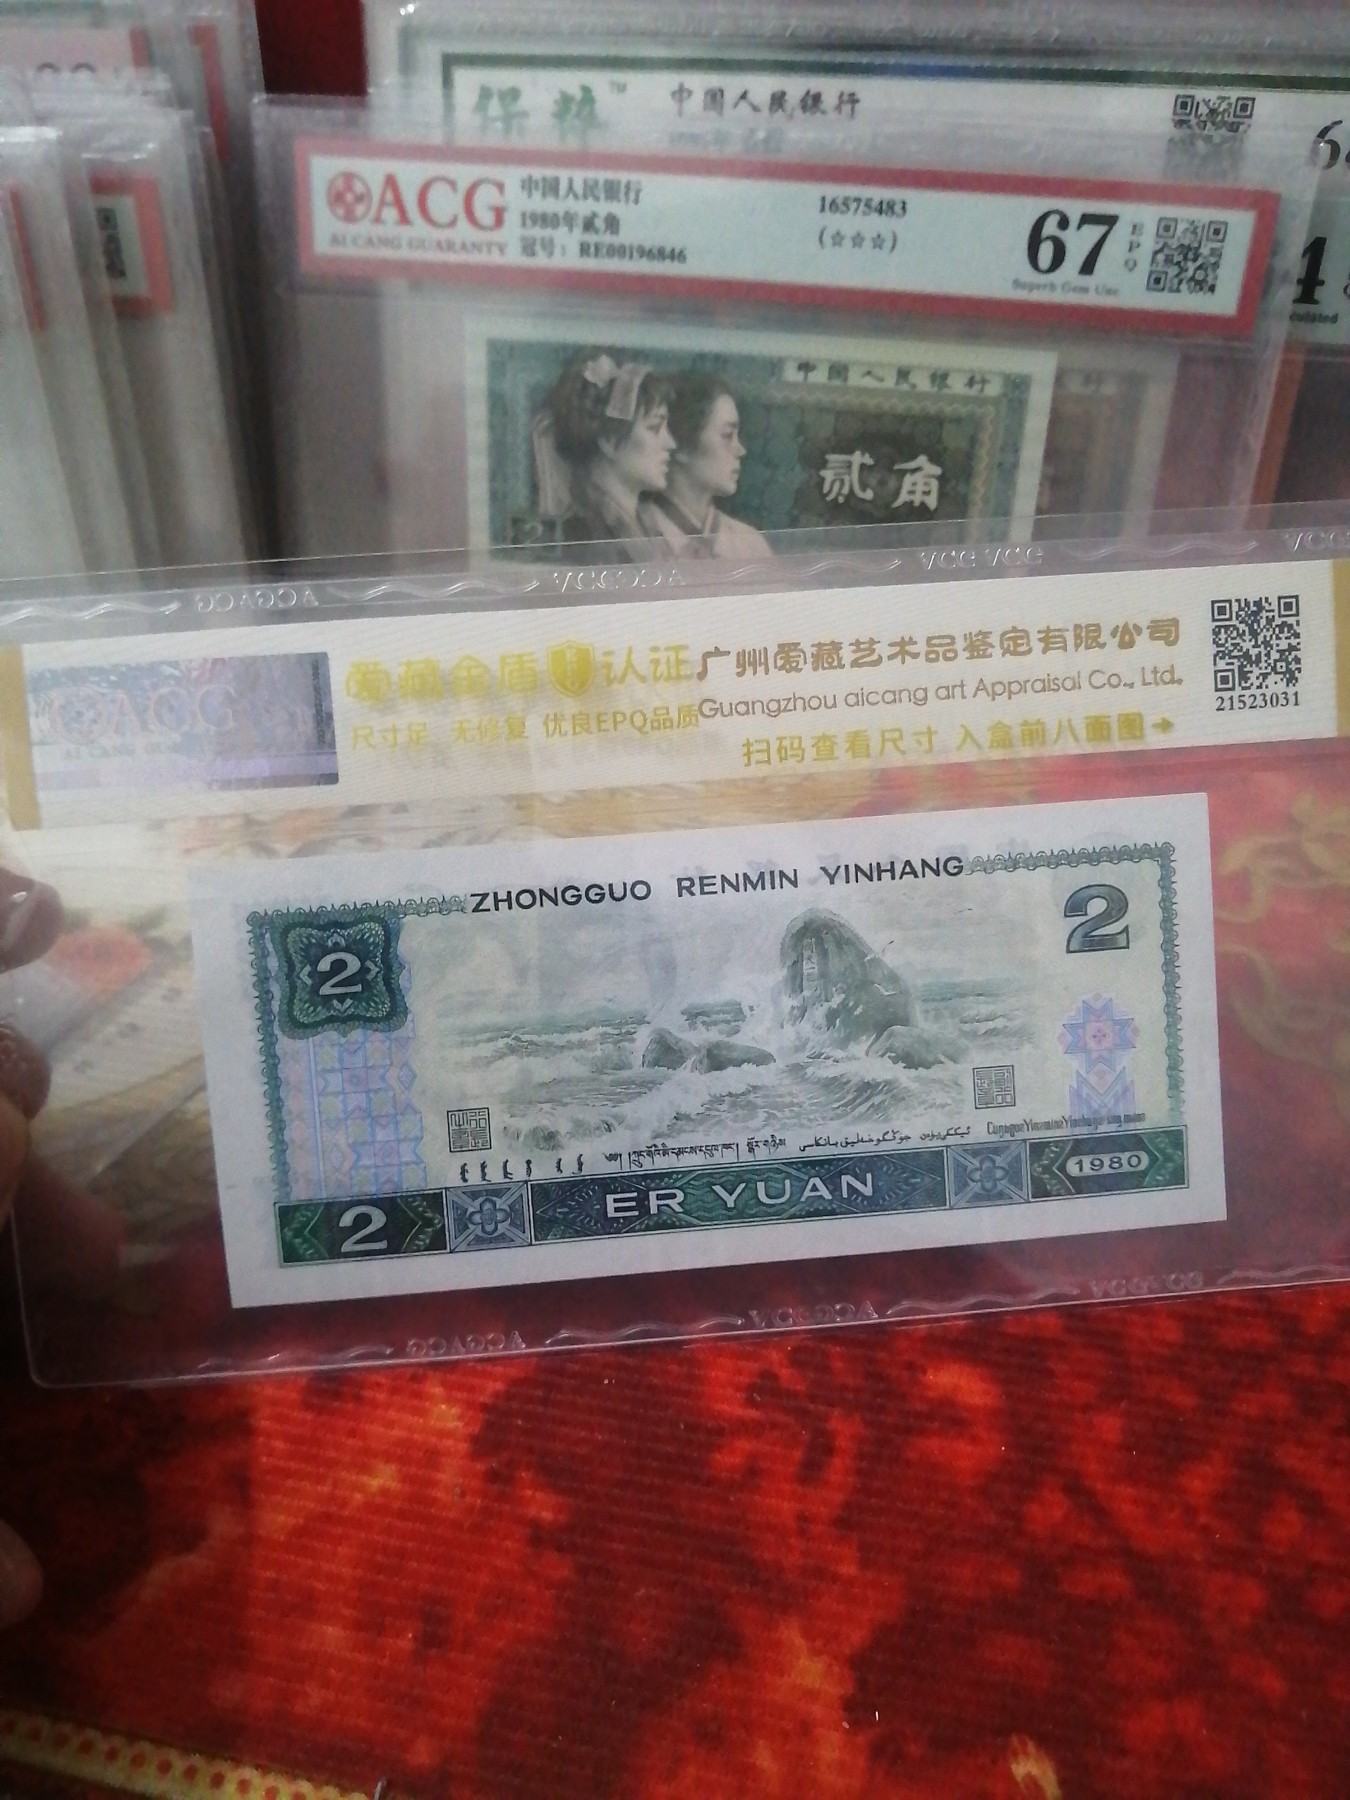 中国人民银行
ACG
AI CANG GUARANTY
中国人民银行
1980年贰角
冠号: RE00196846
16575483
(☆☆☆)
67
EPQ
Superb Gem Unc
中国人民银行
贰角
2
爱藏金盾 认证
尺寸足 无修复 优良EPQ品质
广州爱藏艺术品鉴定有限公司
Guangzhou aicang art Appraisal Co., Ltd.
扫码查看尺寸 入盒前八面图→
21523031
ZHONGGUO RENMIN YINHANG
2
2
ER YUAN
1980
2